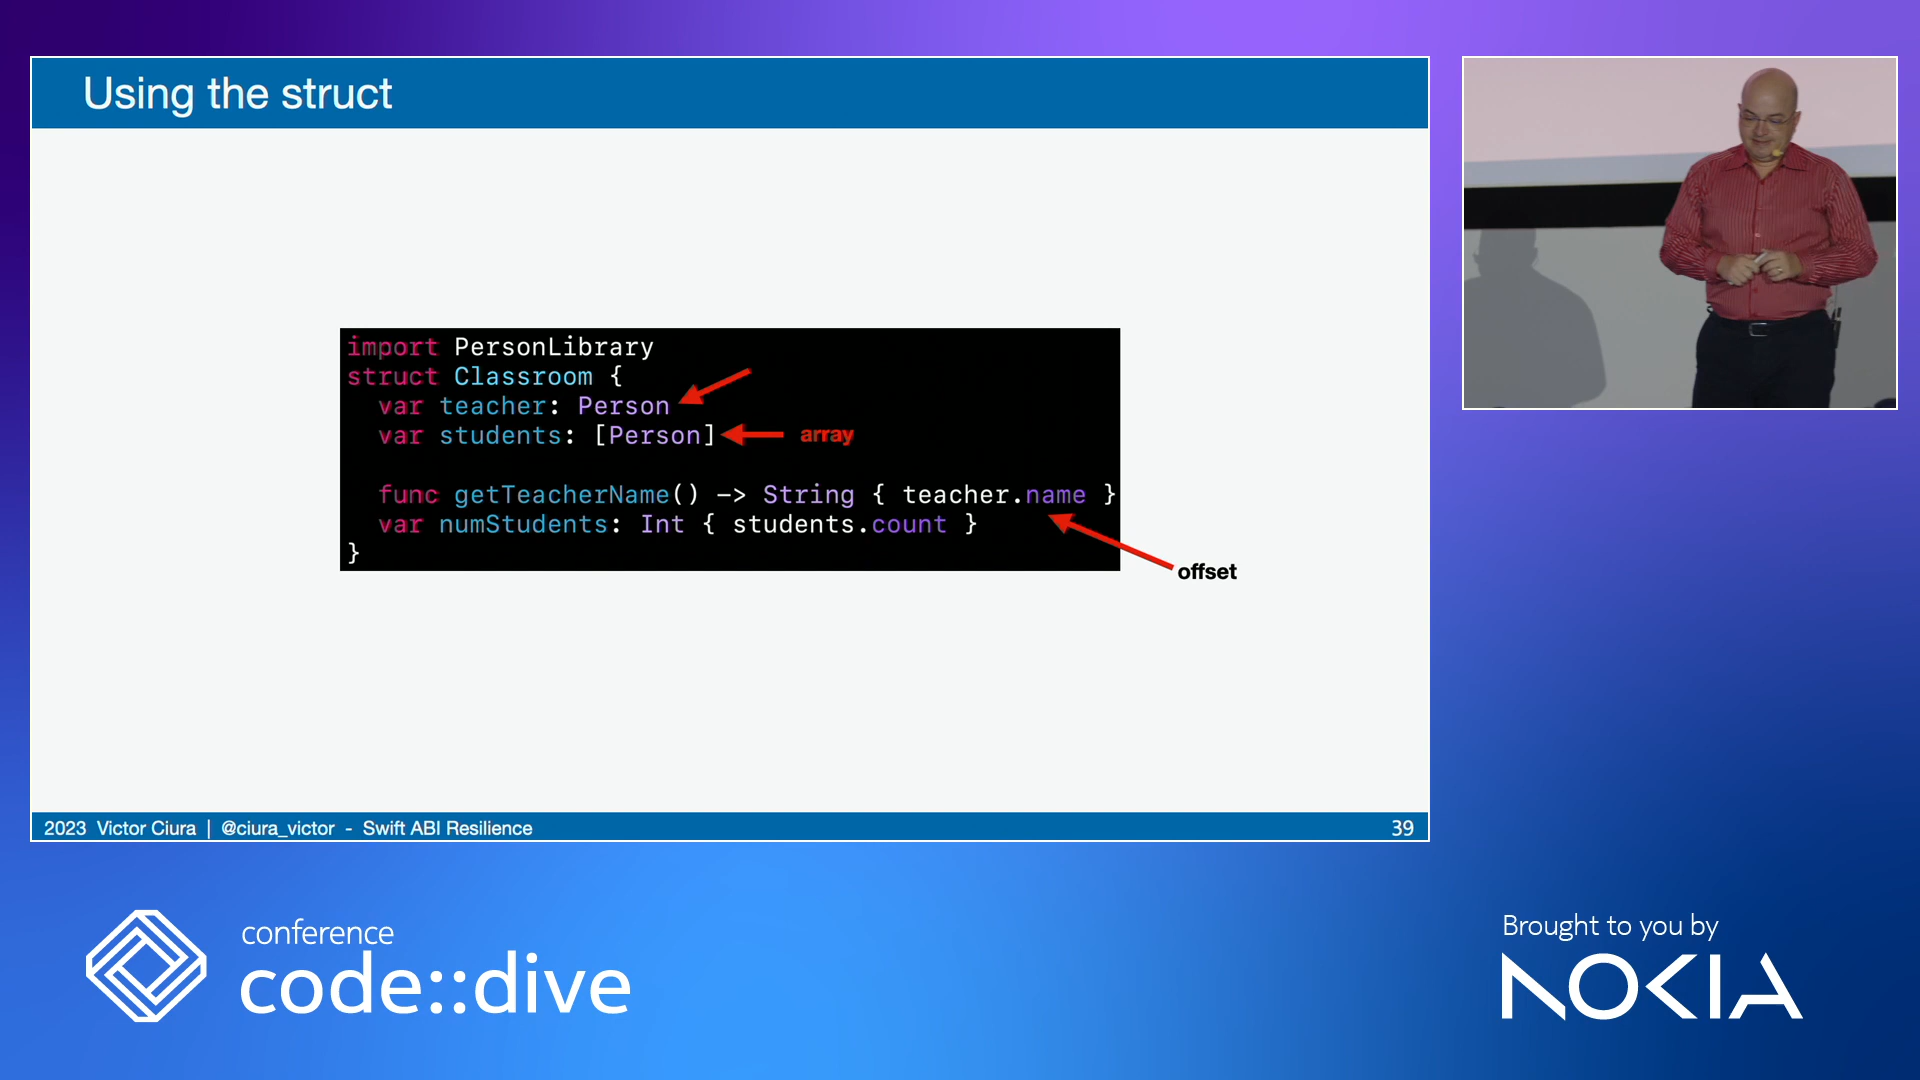 Using the struct
import PersonLibrary
struct Classroom {
var teacher: Person
var students: [Person]
array
func getTeacherName() -> String { teacher.name }
var numStudents: Int { students.count }
}
offset
2023 Victor Ciura | @ciura_victor - Swift ABI Resilience
39
conference
code::dive
Brought to you by
NOKIA